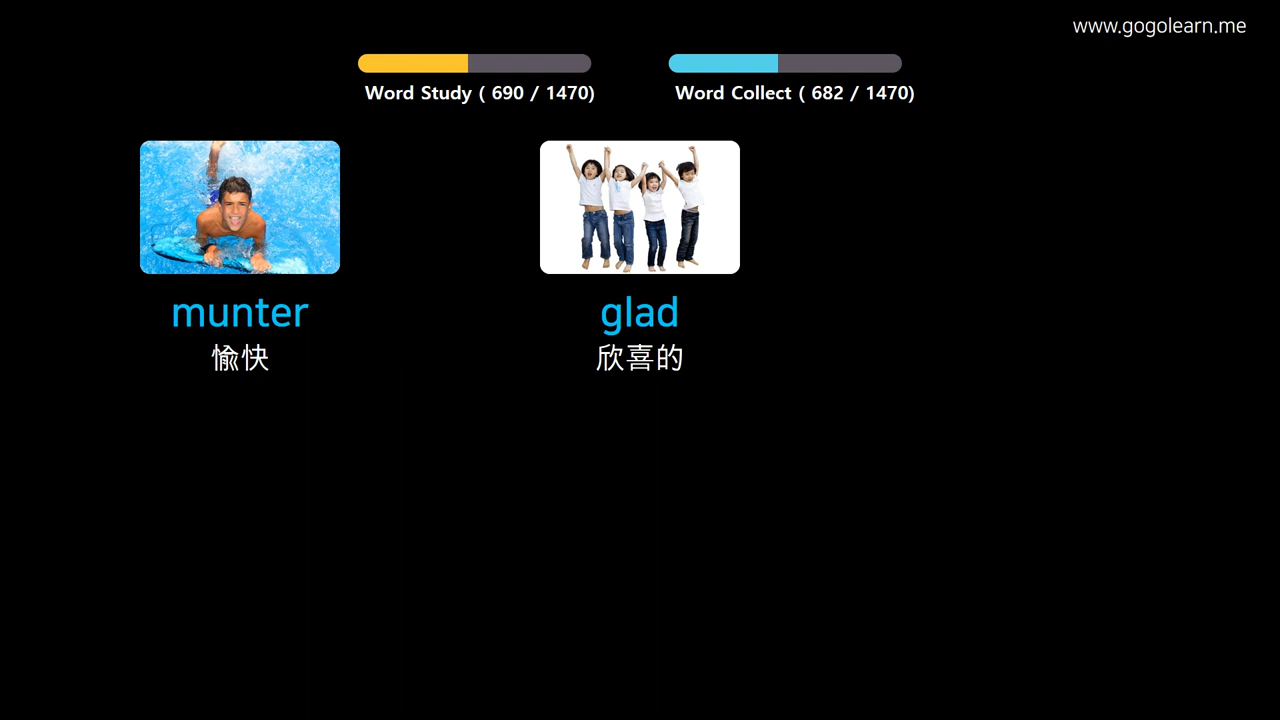 www.gogolearn.me
Word Study ( 690 / 1470)
Word Collect ( 682 / 1470)
munter
愉快
glad
欣喜的